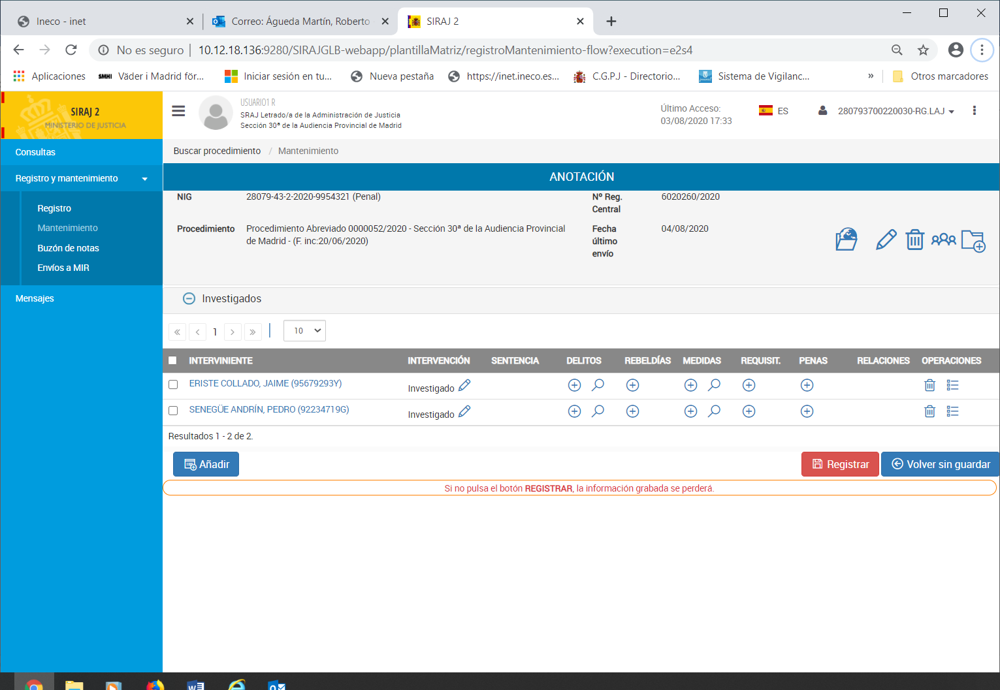 Ineco - inet
Correo: Águeda Martín, Roberto
SIRAJ 2
No es seguro | 10.12.18.136:9280/SIRAJGLB-webapp/plantillaMatriz/registroMantenimiento-flow?execution=e2s4
Aplicaciones
SMHI Väder i Madrid för...
Iniciar sesión en tu...
Nueva pestaña
https://inet.ineco.es...
C.G.P.J - Directorio...
Sistema de Vigilanc...
»
Otros marcadores
SIRAJ 2
MINISTERIO DE JUSTICIA
USUARIO1 R
SRAJ Letrado/a de la Administración de Justicia
Sección 30ª de la Audiencia Provincial de Madrid
Último Acceso:
03/08/2020 17:33
ES
280793700220030-RG.LAJ
Consultas
Registro y mantenimiento
Registro
Mantenimiento
Buzón de notas
Envíos a MIR
Mensajes
Buscar procedimiento / Mantenimiento
ANOTACIÓN
NIG 28079-43-2-2020-9954321 (Penal)
Nº Reg. Central 6020260/2020
Procedimiento Procedimiento Abreviado 0000052/2020 - Sección 30ª de la Audiencia Provincial
de Madrid - (F. inc:20/06/2020)
Fecha último envío 04/08/2020
Investigados
« ‹ 1 › » 10
INTERVINIENTE INTERVENCIÓN SENTENCIA DELITOS REBELDÍAS MEDIDAS REQUISIT. PENAS RELACIONES OPERACIONES
ERISTE COLLADO, JAIME (95679293Y) Investigado
SENEGÜE ANDRÍN, PEDRO (92234719G) Investigado
Resultados 1 - 2 de 2.
Añadir
Registrar
Volver sin guardar
Si no pulsa el botón REGISTRAR, la información grabada se perderá.